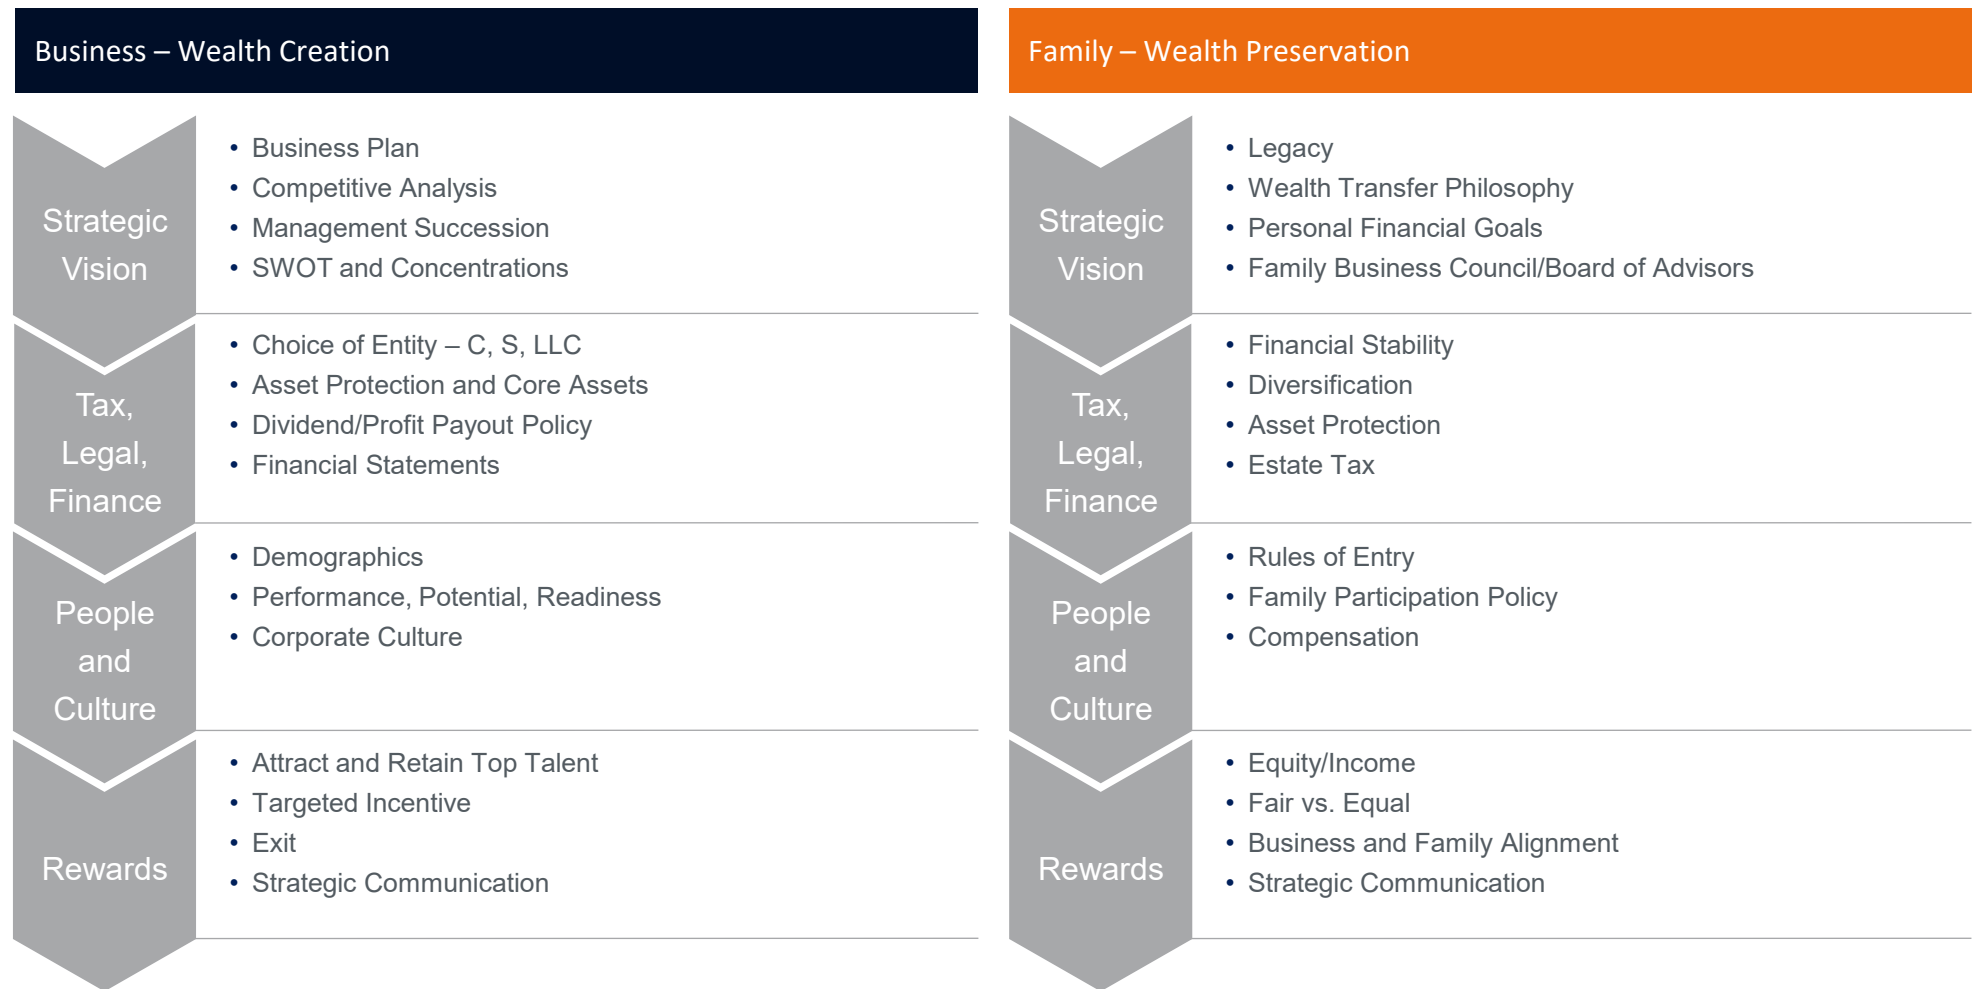 Business – Wealth Creation
Strategic
Vision
• Business Plan
• Competitive Analysis
• Management Succession
• SWOT and Concentrations
Tax,
Legal,
Finance
• Choice of Entity – C, S, LLC
• Asset Protection and Core Assets
• Dividend/Profit Payout Policy
• Financial Statements
People
and
Culture
• Demographics
• Performance, Potential, Readiness
• Corporate Culture
Rewards
• Attract and Retain Top Talent
• Targeted Incentive
• Exit
• Strategic Communication
Family – Wealth Preservation
Strategic
Vision
• Legacy
• Wealth Transfer Philosophy
• Personal Financial Goals
• Family Business Council/Board of Advisors
Tax,
Legal,
Finance
• Financial Stability
• Diversification
• Asset Protection
• Estate Tax
People
and
Culture
• Rules of Entry
• Family Participation Policy
• Compensation
Rewards
• Equity/Income
• Fair vs. Equal
• Business and Family Alignment
• Strategic Communication